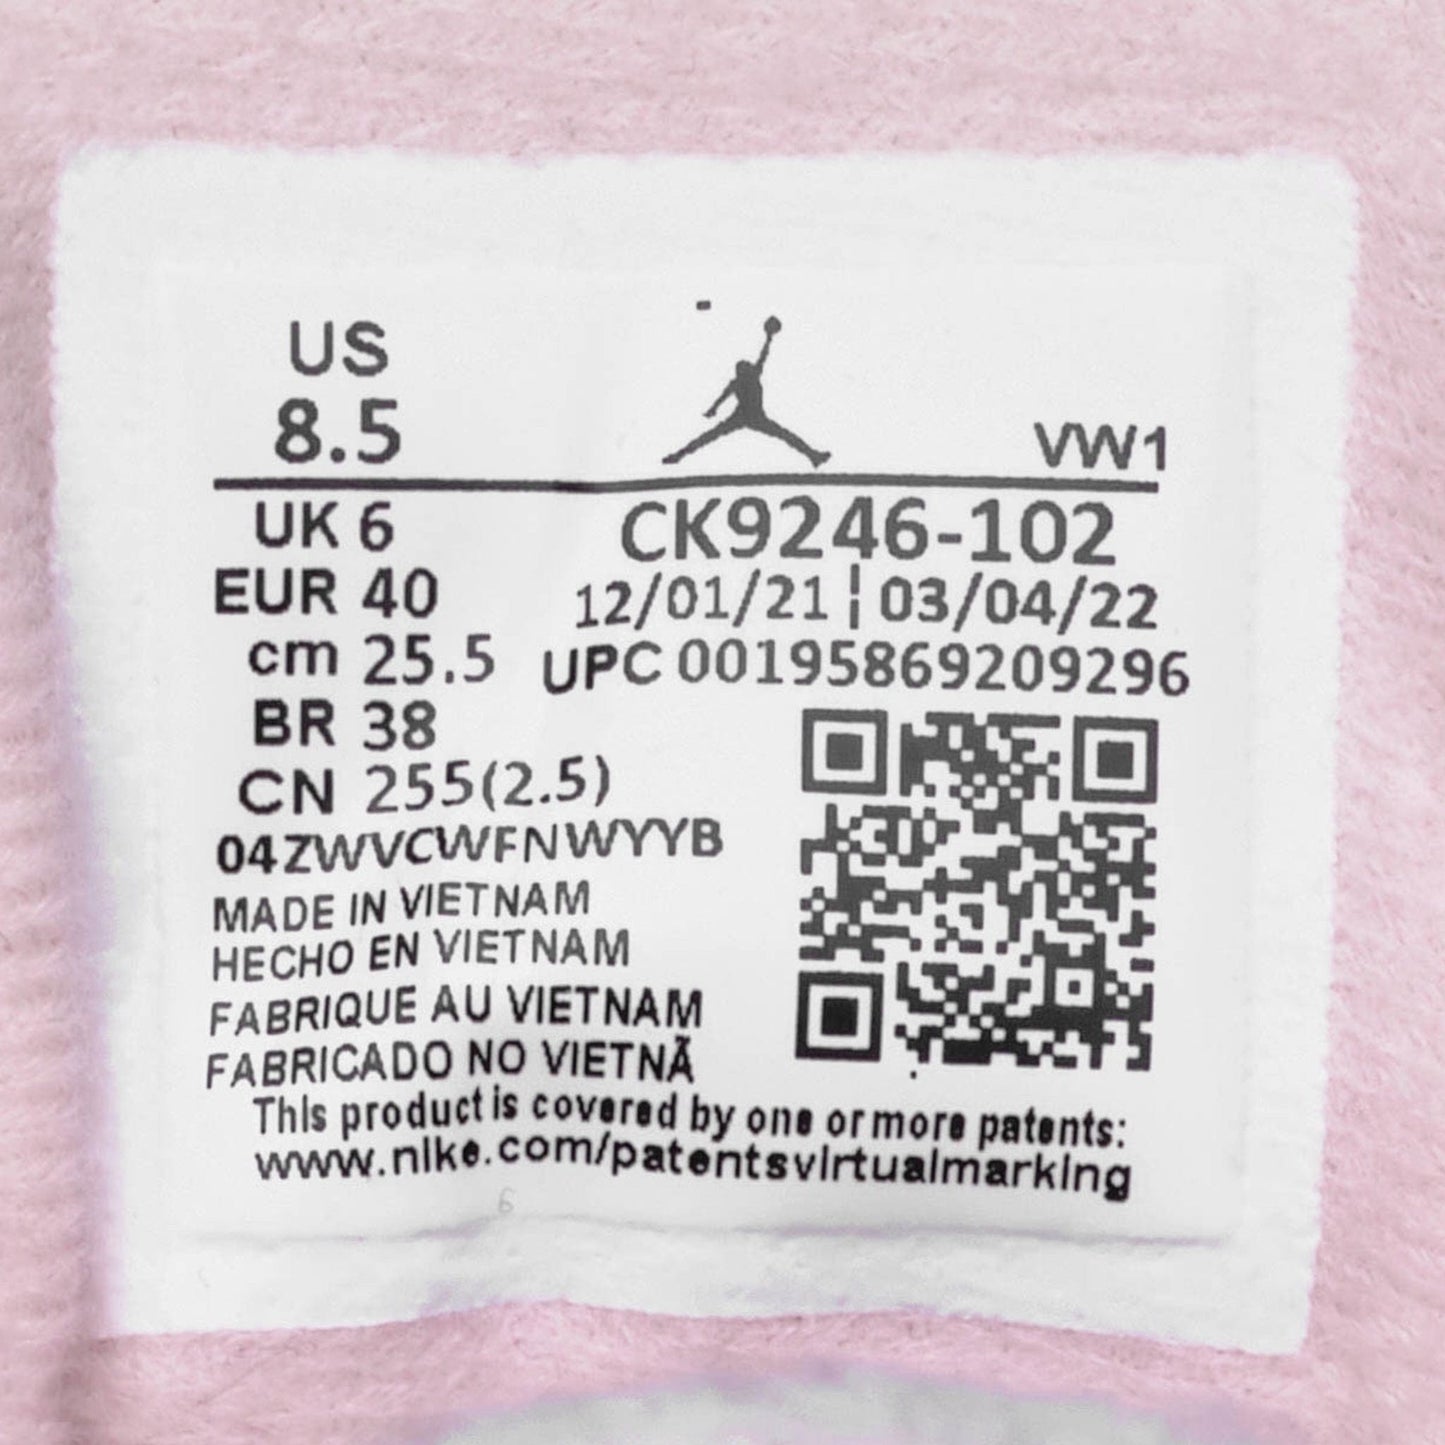 US
8.5
VW1
UK 6
CK9246-102
EUR 40
12/01/21 ¦ 03/04/22
cm 25.5
UPC 00195869209296
BR 38
CN 255(2.5)
04ZWVCWFNWYYB
MADE IN VIETNAM
HECHO EN VIETNAM
FABRIQUE AU VIETNAM
FABRICADO NO VIETNÃ
This product is covered by one or more patents:
www.nike.com/patentsvirtualmarking
6